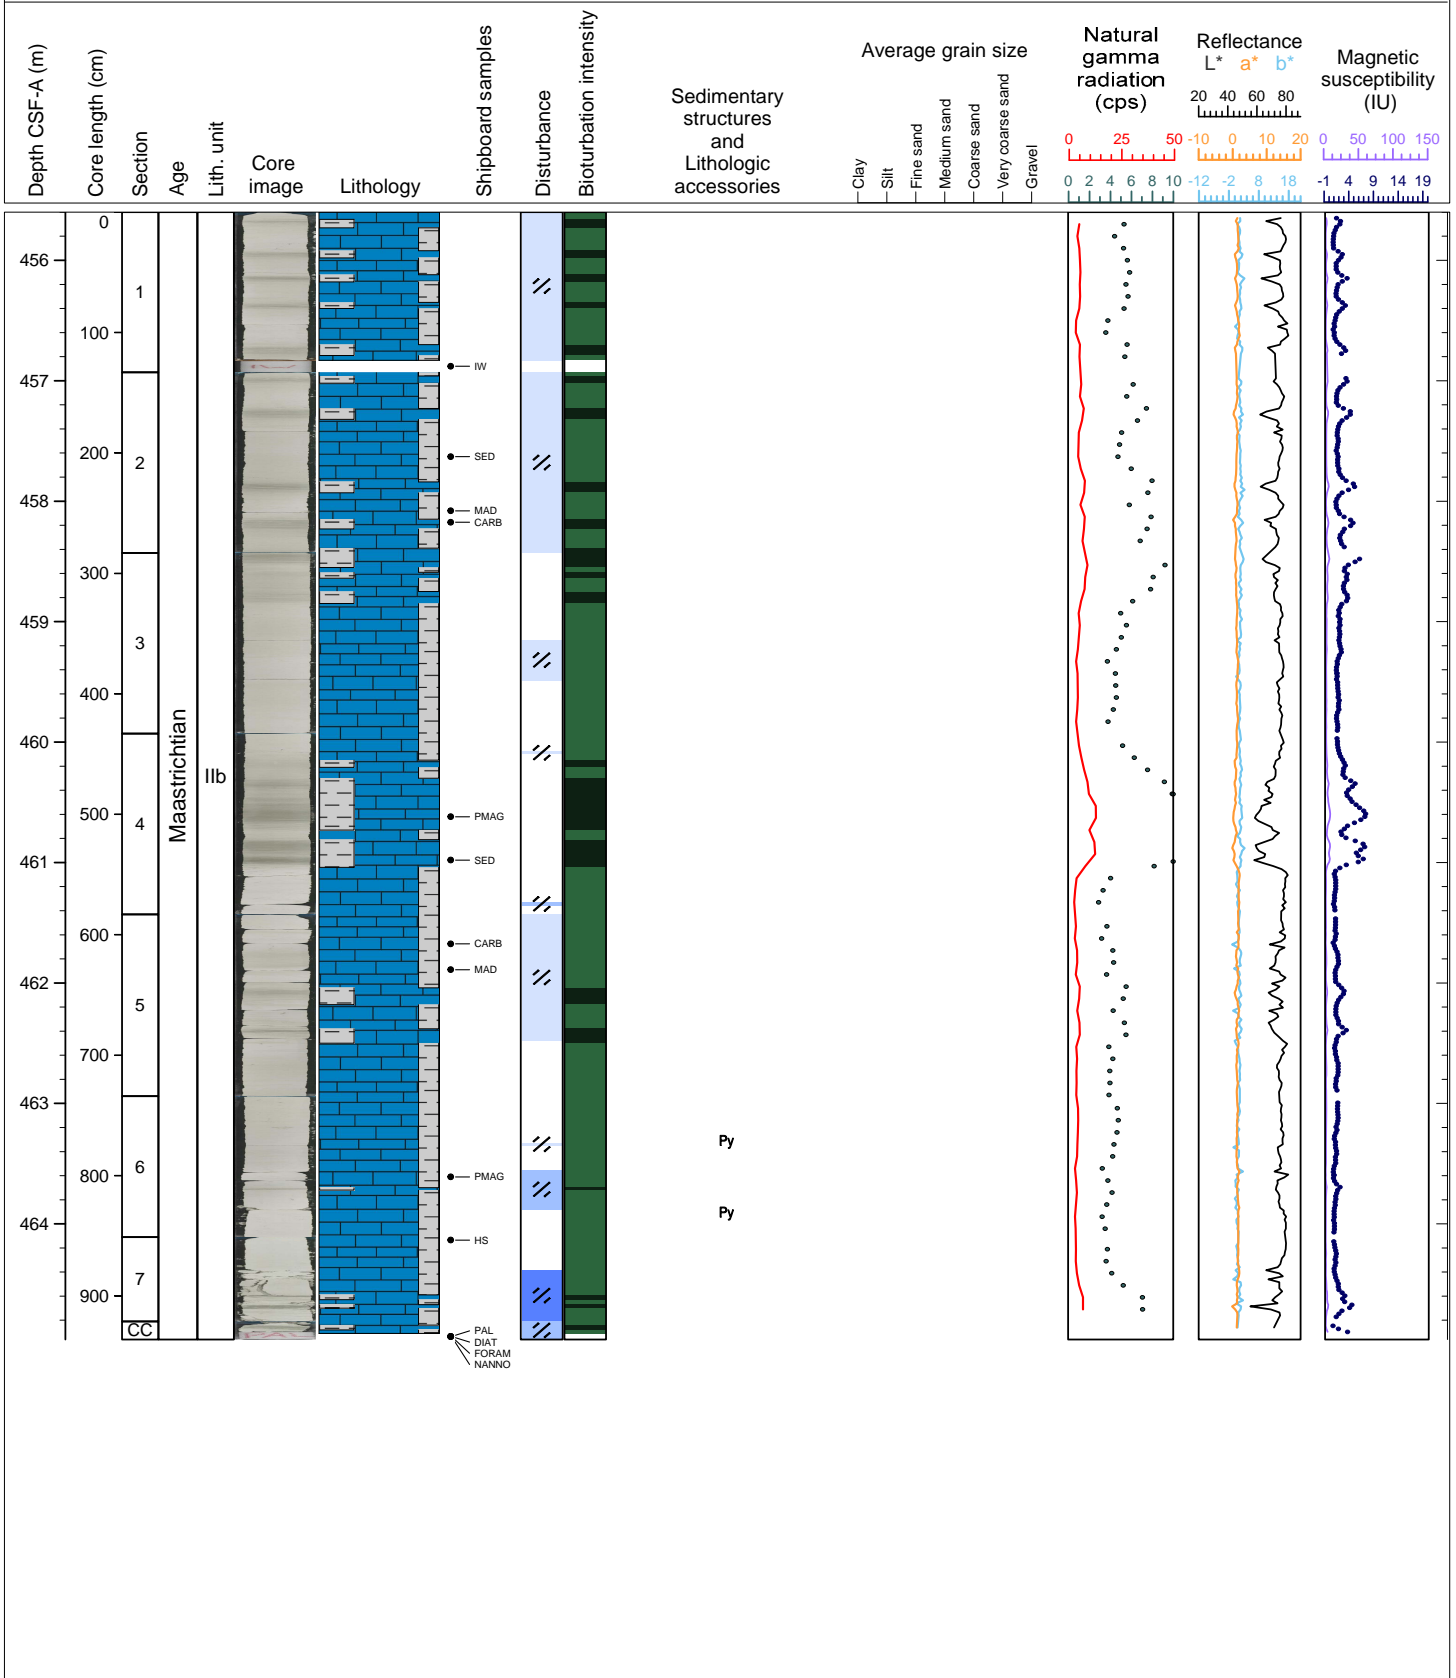 Depth CSF-A (m)
Core length (cm)
Section
Age
Lith. unit
Core
image
Lithology
Shipboard samples
Disturbance
Bioturbation intensity
Sedimentary
structures
and
Lithologic
accessories
Average grain size
Clay
Silt
Fine sand
Medium sand
Coarse sand
Very coarse sand
Gravel
Natural
gamma
radiation
(cps)
0 25 50
0 2 4 6 8 10
Reflectance
L* a* b*
20 40 60 80
-10 0 10 20
-12 -2 8 18
Magnetic
susceptibility
(IU)
0 50 100 150
-1 4 9 14 19
0
456
1
100
IW
457
200
2
SED
458
MAD
CARB
300
459
3
400
460
Maastrichtian
IIb
500
4
PMAG
461
SED
600
CARB
462
MAD
5
700
463
Py
6
800
PMAG
464
Py
HS
7
900
CC
PAL
DIAT
FORAM
NANNO